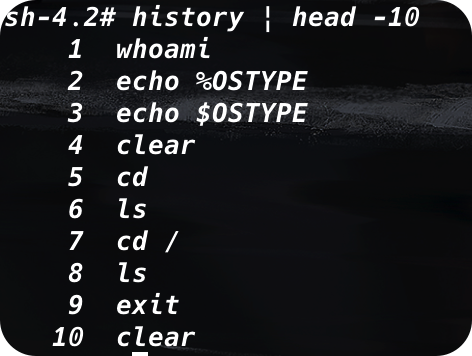 sh-4.2# history | head -10
1 whoami
2 echo %OSTYPE
3 echo $OSTYPE
4 clear
5 cd
6 ls
7 cd /
8 ls
9 exit
10 clear